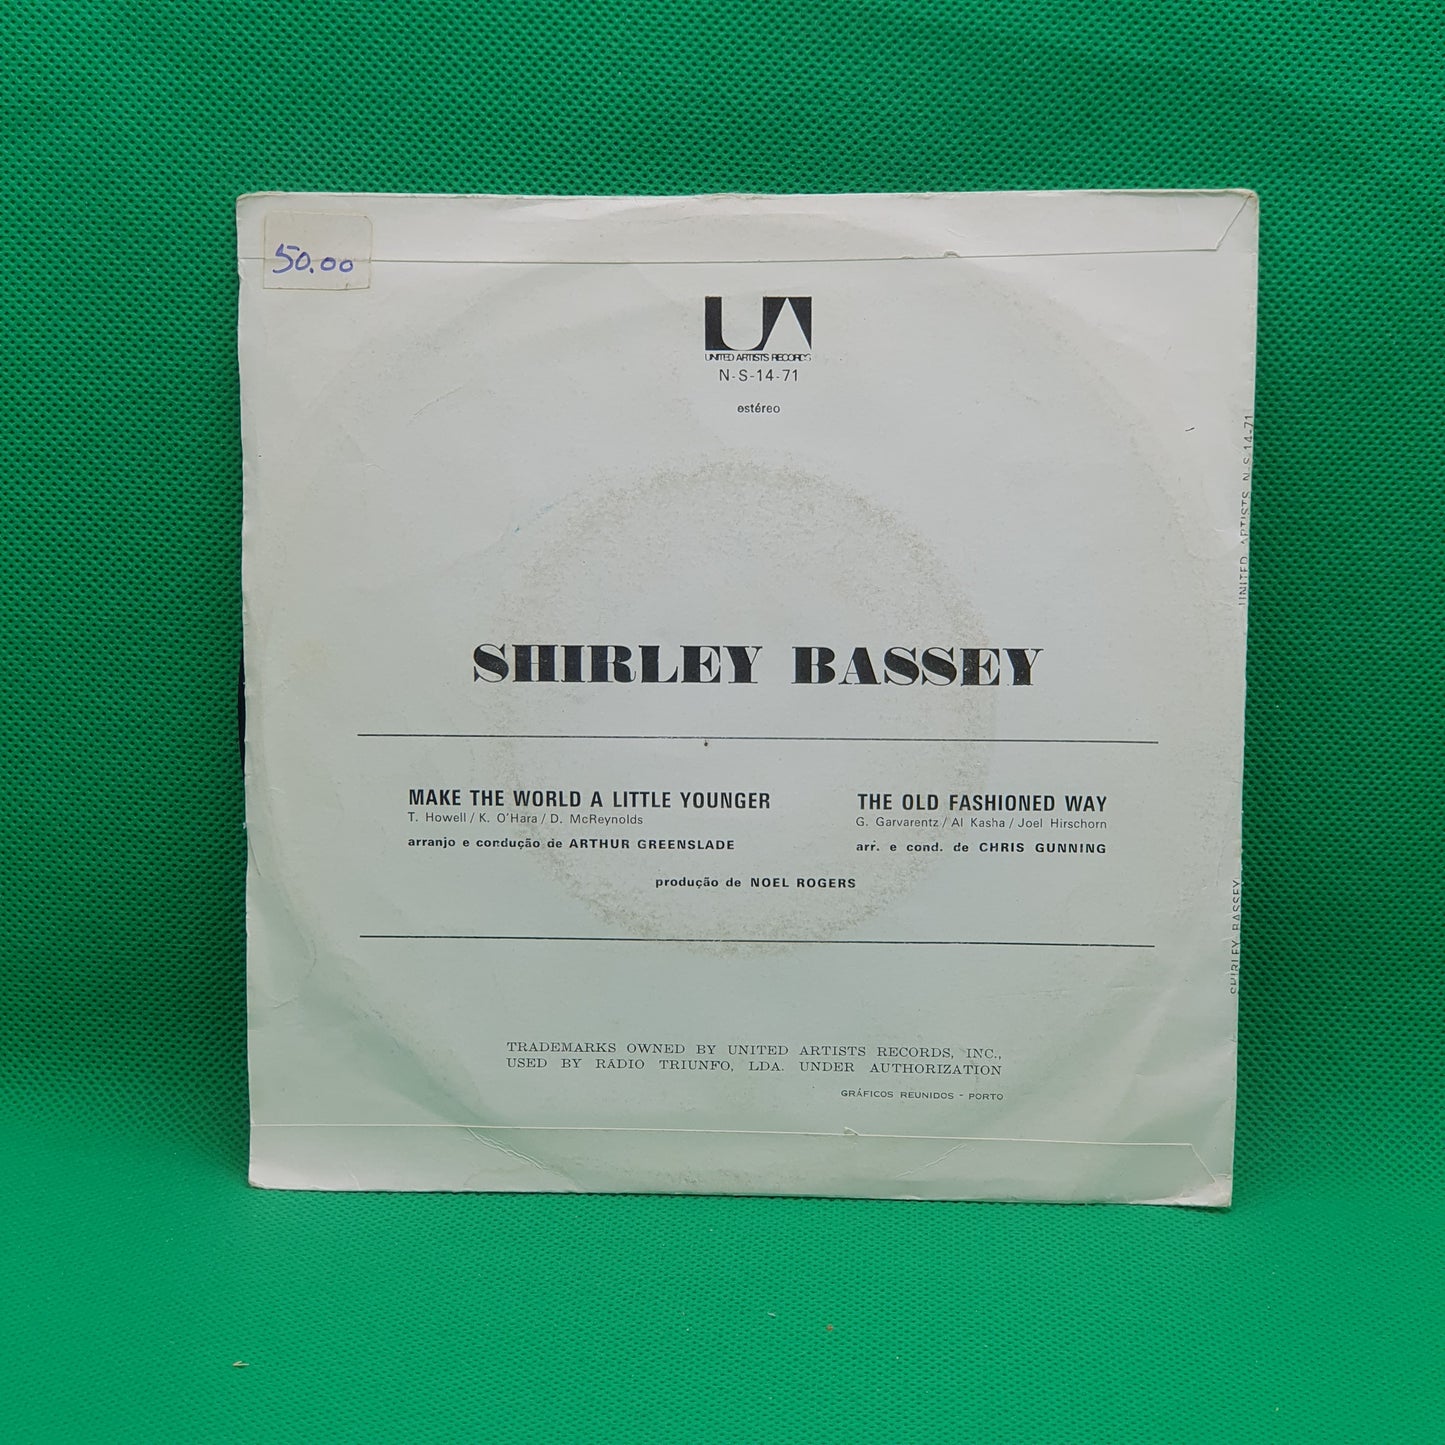 50.00
UA
UNITED ARTISTS RECORDS
N-S-14-71
estéreo
UNITED ARTISTS N-S-14-71
SHIRLEY BASSEY
MAKE THE WORLD A LITTLE YOUNGER
T. Howell / K. O'Hara / D. McReynolds
arranjo e condução de ARTHUR GREENSLADE
THE OLD FASHIONED WAY
G. Garvarentz / Al Kasha / Joel Hirschorn
arr. e cond. de CHRIS GUNNING
produção de NOEL ROGERS
SHIRLEY BASSEY
TRADEMARKS OWNED BY UNITED ARTISTS RECORDS, INC.,
USED BY RÁDIO TRIUNFO, LDA. UNDER AUTHORIZATION
GRÁFICOS REUNIDOS - PORTO